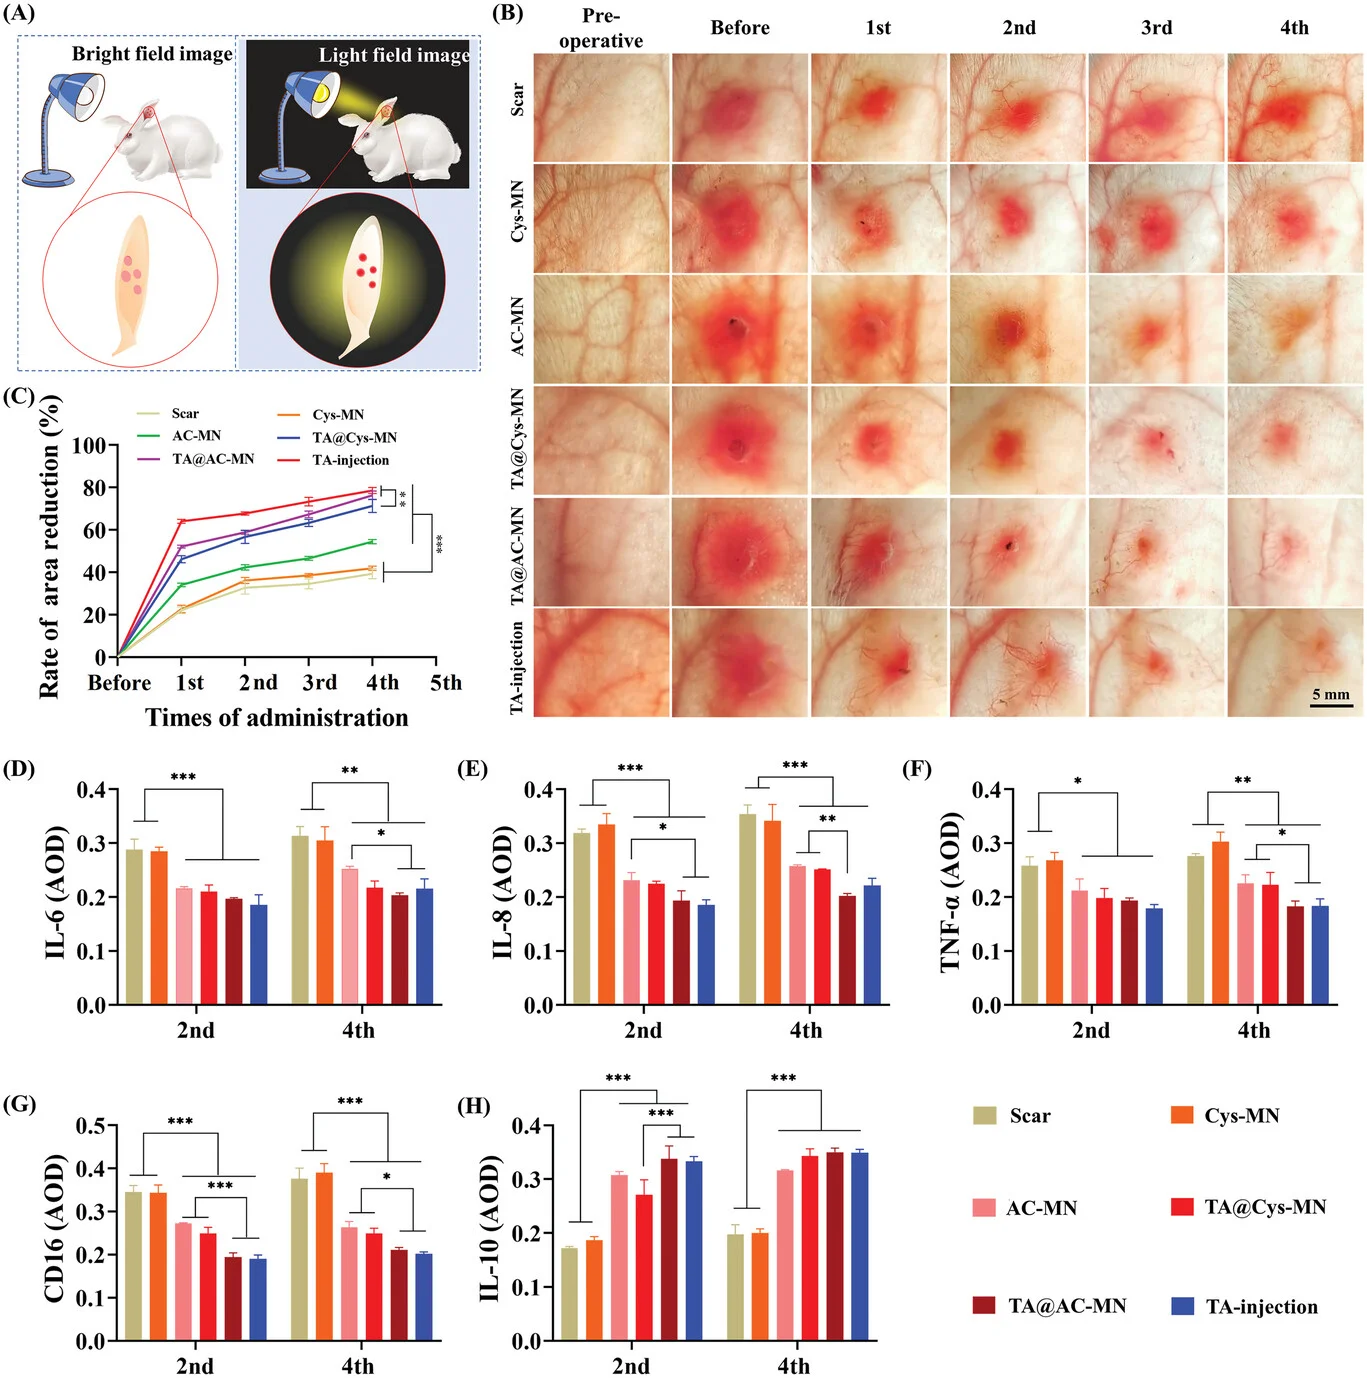 (A)
Bright field image
Light field image
(B)
Pre-
operative
Before
1st
2nd
3rd
4th
Scar
Cys-MN
AC-MN
TA@Cys-MN
TA@AC-MN
TA-injection
5 mm
(C)
Rate of area reduction (%)
Scar
Cys-MN
AC-MN
TA@Cys-MN
TA@AC-MN
TA-injection
100
80
60
40
20
0
**
***
Before
1st
2nd
3rd
4th
5th
Times of administration
(D)
IL-6 (AOD)
0.4
0.3
0.2
0.1
0.0
***
**
*
2nd
4th
(E)
IL-8 (AOD)
0.4
0.3
0.2
0.1
0.0
***
*
***
**
2nd
4th
(F)
TNF-α (AOD)
0.4
0.3
0.2
0.1
0.0
*
**
*
2nd
4th
(G)
CD16 (AOD)
0.5
0.4
0.3
0.2
0.1
0.0
***
***
***
*
2nd
4th
(H)
IL-10 (AOD)
0.4
0.3
0.2
0.1
0.0
***
***
***
2nd
4th
Scar
Cys-MN
AC-MN
TA@Cys-MN
TA@AC-MN
TA-injection